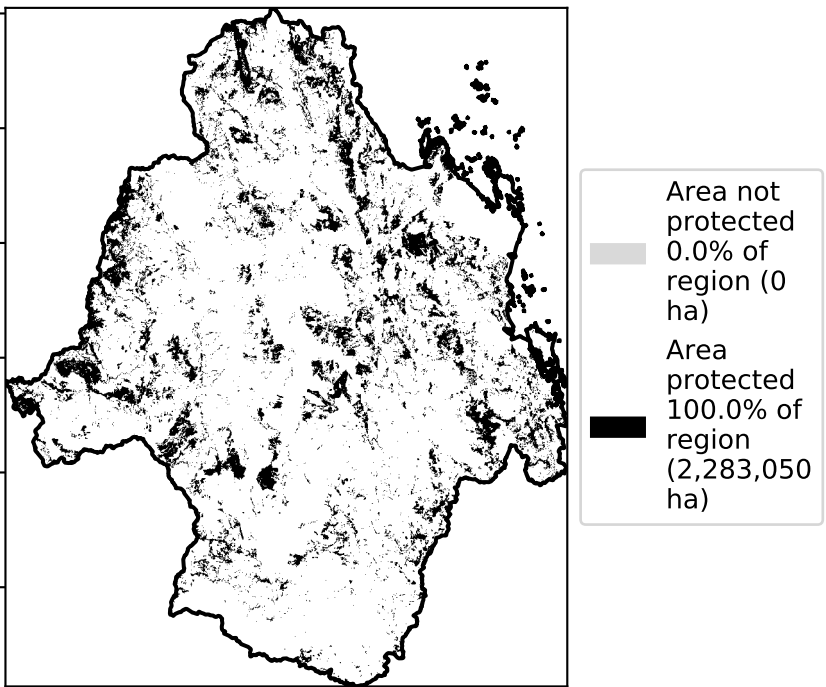 Area not
protected
0.0% of
region (0
ha)
Area
protected
100.0% of
region
(2,283,050
ha)